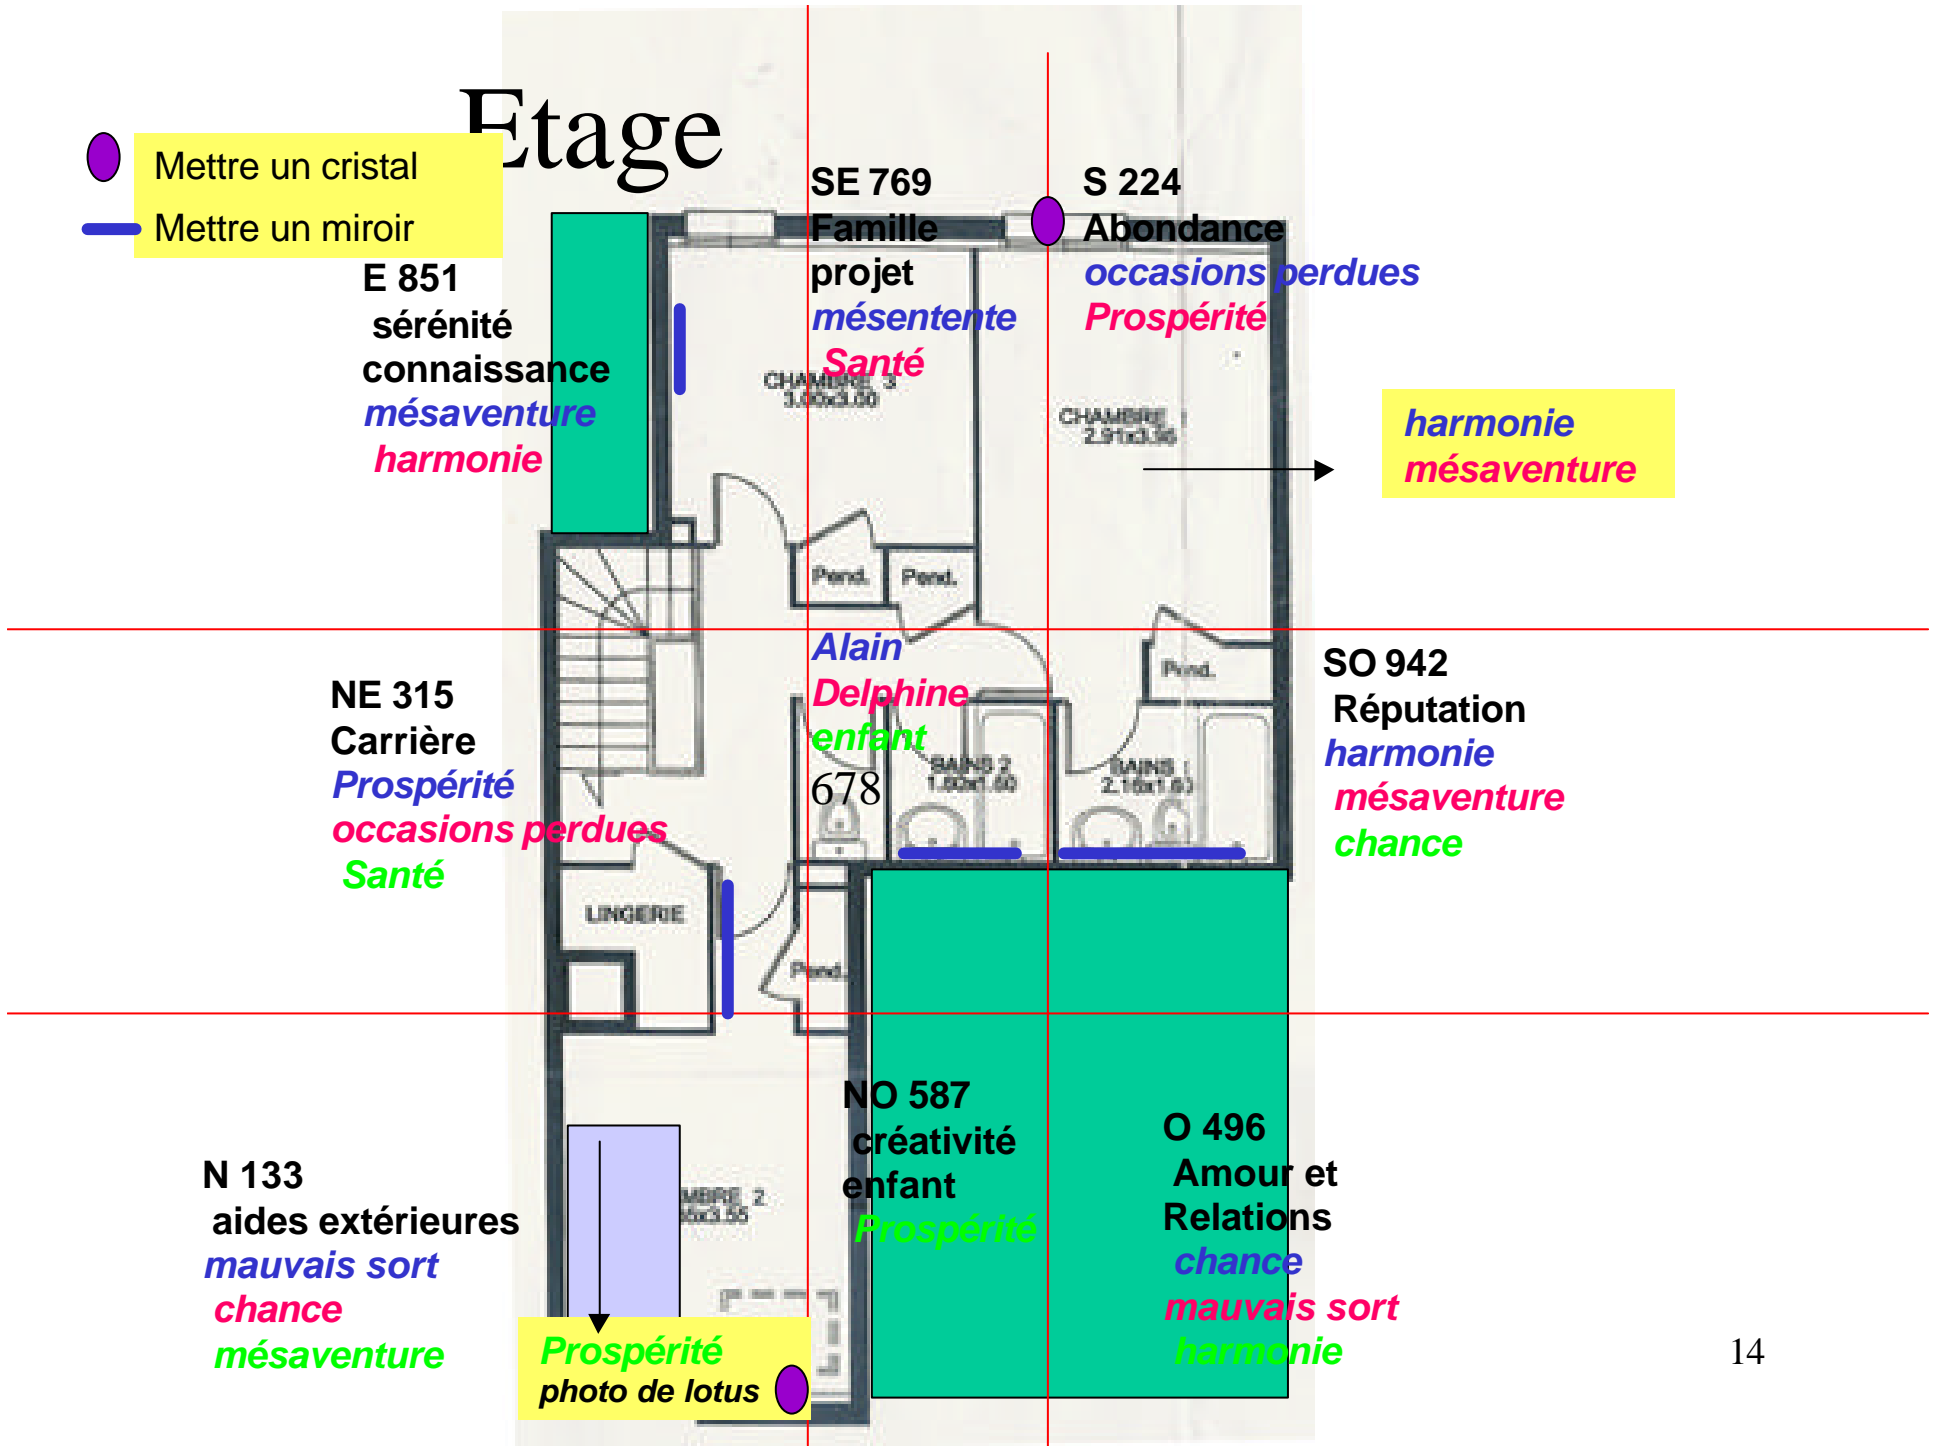 Etage
Mettre un cristal
Mettre un miroir
E 851
sérénité
connaissance
mésaventure
harmonie
SE 769
Famille
projet
mésentente
Santé
S 224
Abondance
occasions perdues
Prospérité
CHAMBRE 3
3.00x3.00
CHAMBRE 1
harmonie
mésaventure
Pend.
Pend.
NE 315
Carrière
Prospérité
occasions perdues
Santé
Alain
Delphine
enfant
678
Pend.
BAINS 2
BAINS 1
SO 942
Réputation
harmonie
mésaventure
chance
LINGERIE
Pend.
N 133
aides extérieures
mauvais sort
chance
mésaventure
MBRE 2
NO 587
créativité
enfant
Prospérité
O 496
Amour et
Relations
chance
mauvais sort
harmonie
Prospérité
photo de lotus
14